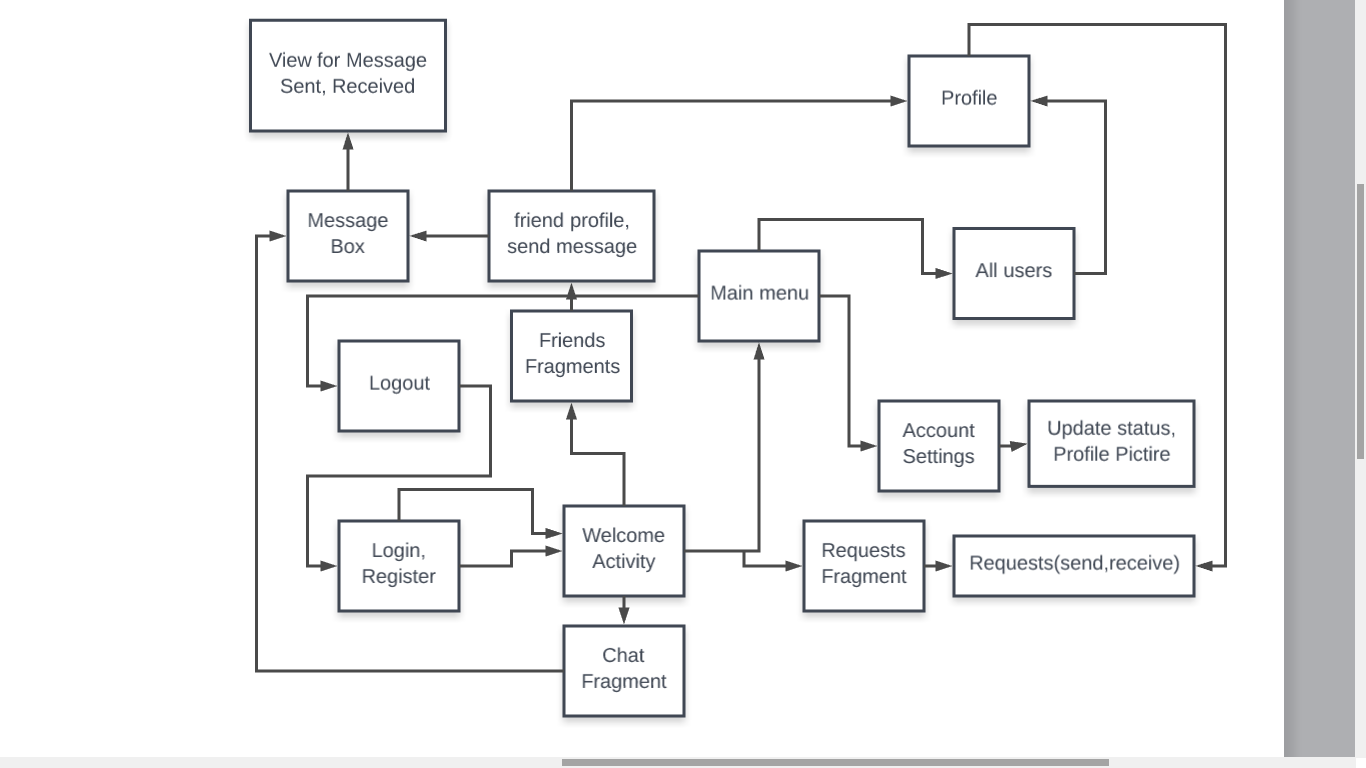 View for Message
Sent, Received
Profile
Message
Box
friend profile,
send message
Main menu
All users
Friends
Fragments
Logout
Account
Settings
Update status,
Profile Pictire
Login,
Register
Welcome
Activity
Requests
Fragment
Requests(send,receive)
Chat
Fragment